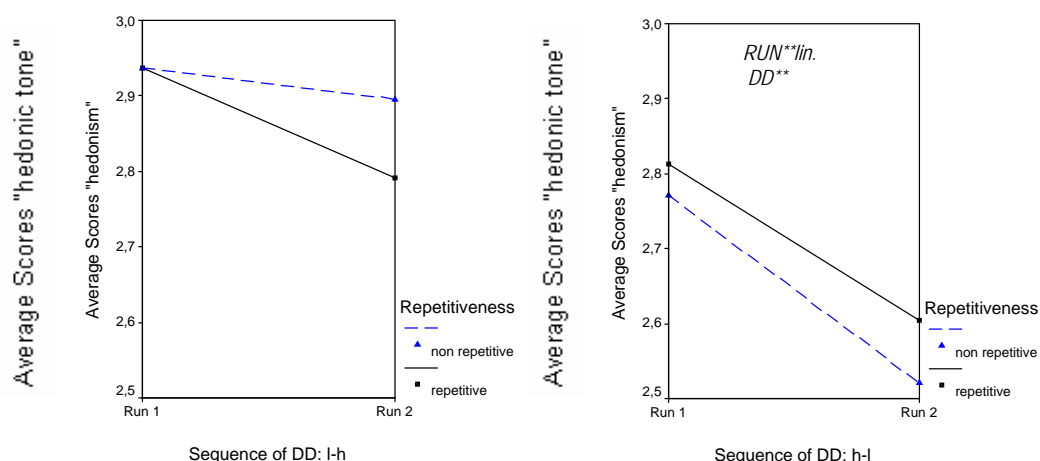 Average Scores "hedonic tone"
Average Scores "hedonism"
3,0
2,9
2,8
2,7
2,6
2,5
Run 1
Run 2
Sequence of DD: l-h
Repetitiveness
non repetitive
repetitive
Average Scores "hedonic tone"
Average Scores "hedonism"
3,0
2,9
2,8
2,7
2,6
2,5
RUN**lin.
DD**
Run 1
Run 2
Sequence of DD: h-l
Repetitiveness
non repetitive
repetitive